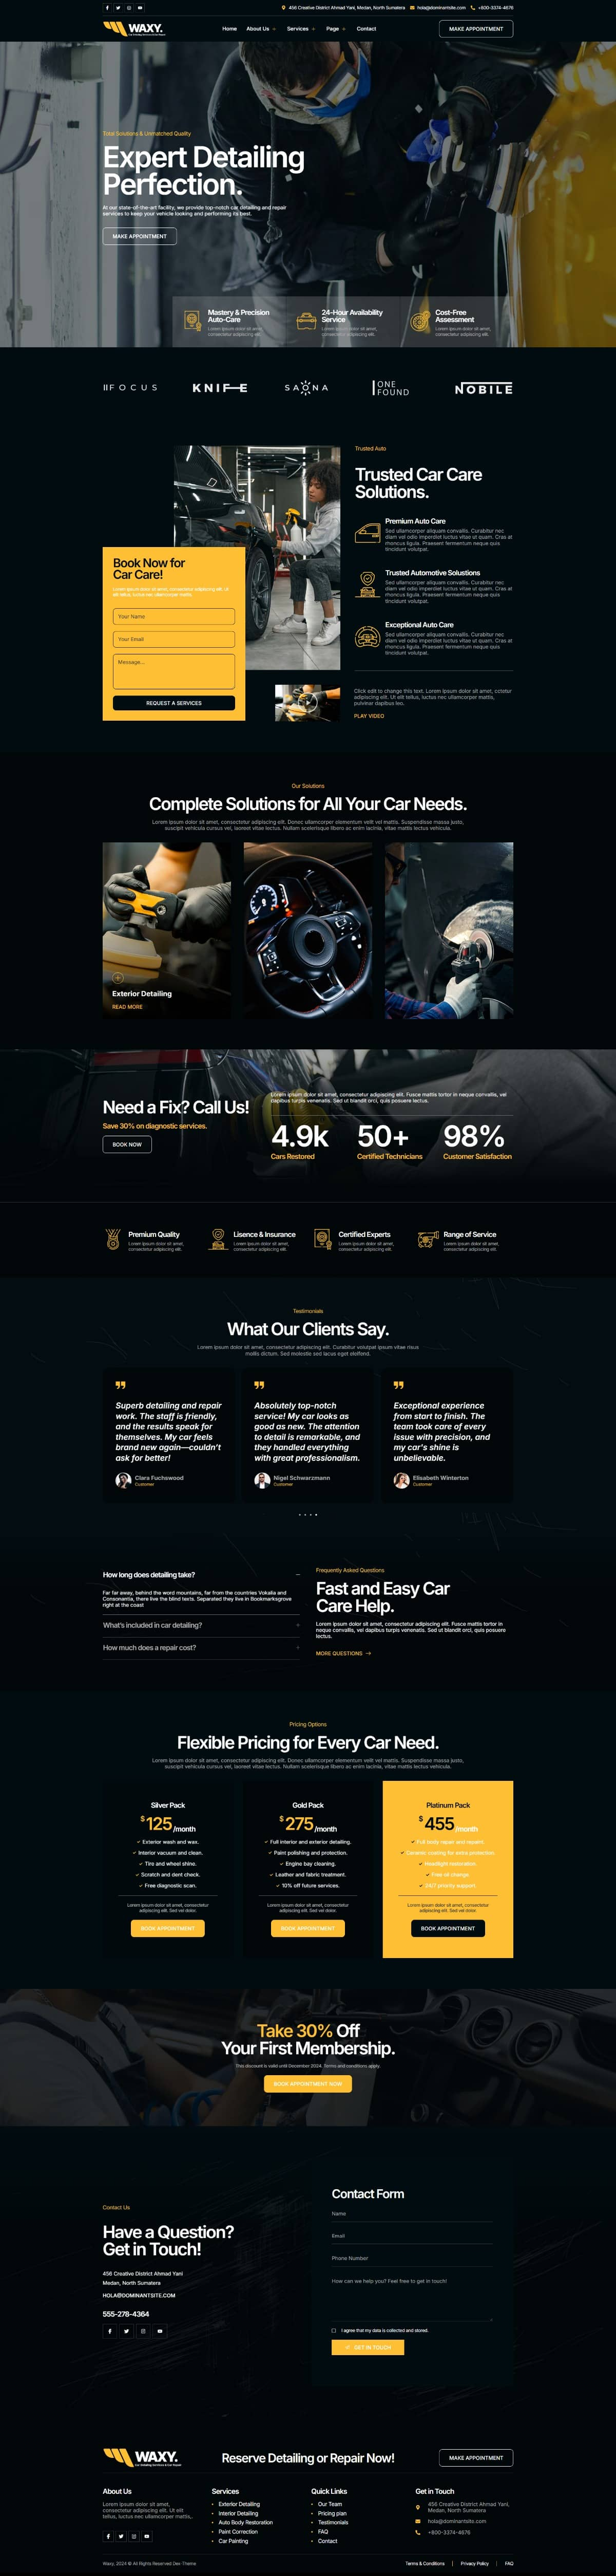 456 Creative District Ahmad Yani, Medan, North Sumatera
hola@dominantsite.com
+800-3374-4676
WAXY.
Home
About Us +
Services +
Page +
Contact
MAKE APPOINTMENT
Total Solutions & Unmatched Quality
Expert Detailing
Perfection.
At our state-of-the-art facility, we provide top-notch car detailing and repair
services to keep your vehicle looking and performing its best.
MAKE APPOINTMENT
Mastery & Precision
Auto-Care
Lorem ipsum dolor sit amet,
consectetur adipiscing elit.
24-Hour Availability
Service
Lorem ipsum dolor sit amet,
consectetur adipiscing elit.
Cost-Free
Assessment
Lorem ipsum dolor sit amet,
consectetur adipiscing elit.
FOCUS
KNIFE
SAONA
ONE
FOUND
NOBILE
Trusted Auto
Trusted Car Care
Solutions.
Premium Auto Care
Sed ullamcorper aliquam convallis. Curabitur nec
diam vel odio imperdiet luctus vitae ut quam. Cras at
rhoncus ligula. Praesent fermentum neque quis
tincidunt volutpat.
Trusted Automotive Solustions
Sed ullamcorper aliquam convallis. Curabitur nec
diam vel odio imperdiet luctus vitae ut quam. Cras at
rhoncus ligula. Praesent fermentum neque quis
tincidunt volutpat.
Exceptional Auto Care
Sed ullamcorper aliquam convallis. Curabitur nec
diam vel odio imperdiet luctus vitae ut quam. Cras at
rhoncus ligula. Praesent fermentum neque quis
tincidunt volutpat.
Book Now for
Car Care!
Lorem ipsum dolor sit amet, consectetur adipiscing elit. Ut
elit tellus, luctus nec ullamcorper mattis
Your Name
Your Email
Message...
REQUEST A SERVICES
Click edit to change this text. Lorem ipsum dolor sit amet, cctetur
adipiscing elit. Ut elit tellus, luctus nec ullamcorper mattis,
pulvinar dapibus leo.
PLAY VIDEO
Our Solutions
Complete Solutions for All Your Car Needs.
Lorem ipsum dolor sit amet, consectetur adipiscing elit. Donec ullamcorper elementum velit vel mattis. Suspendisse massa justo,
suscipit vehicula cursus vel, laoreet vitae lectus. Nullam scelerisque libero ac enim lacinia, vitae mattis lectus vehicula.
Exterior Detailing
READ MORE
Need a Fix? Call Us!
Save 30% on diagnostic services.
BOOK NOW
Lorem ipsum dolor sit amet, consectetur adipiscing elit. Fusce mattis tortor in neque convallis, vel
dapibus turpis venenatis. Sed ut blandit orci, quis posuere lectus.
4.9k
Cars Restored
50+
Certified Technicians
98%
Customer Satisfaction
Premium Quality
Lorem ipsum dolor sit amet,
consectetur adipiscing elit.
Lisence & Insurance
Lorem ipsum dolor sit amet,
consectetur adipiscing elit.
Certified Experts
Lorem ipsum dolor sit amet,
consectetur adipiscing elit.
Range of Service
Lorem ipsum dolor sit amet,
consectetur adipiscing elit.
Testimonials
What Our Clients Say.
Lorem ipsum dolor sit amet, consectetur adipiscing elit. Curabitur volutpat ipsum vitae risus
mollis dictum. Sed molestie sed lacus eget eleifend.
Superb detailing and repair
work. The staff is friendly,
and the results speak for
themselves. My car feels
brand new again—couldn't
ask for better!
Clara Fuchswood
Customer
Absolutely top-notch
service! My car looks as
good as new. The attention
to detail is remarkable, and
they handled everything
with great professionalism.
Nigel Schwarzmann
Customer
Exceptional experience
from start to finish. The
team took care of every
issue with precision, and
my car's shine is
unbelievable.
Elisabeth Winterton
Customer
How long does detailing take?
Far far away, behind the word mountains, far from the countries Vokalia and
Consonantia, there live the blind texts. Separated they live in Bookmarksgrove
right at the coast
What's included in car detailing?
How much does a repair cost?
Frequently Asked Questions
Fast and Easy Car
Care Help.
Lorem ipsum dolor sit amet, consectetur adipiscing elit. Fusce mattis tortor in
neque convallis, vel dapibus turpis venenatis. Sed ut blandit orci, quis posuere
lectus.
MORE QUESTIONS →
Pricing Options
Flexible Pricing for Every Car Need.
Lorem ipsum dolor sit amet, consectetur adipiscing elit. Donec ullamcorper elementum velit vel mattis. Suspendisse massa justo,
suscipit vehicula cursus vel, laoreet vitae lectus. Nullam scelerisque libero ac enim lacinia, vitae mattis lectus vehicula.
Silver Pack
$125/month
Exterior wash and wax.
Interior vacuum and clean.
Tire and wheel shine.
Scratch and dent check.
Free diagnostic scan.
Lorem ipsum dolor sit amet, consectetur
adipiscing elit. Sed vel dolor.
BOOK APPOINTMENT
Gold Pack
$275/month
Full interior and exterior detailing.
Paint polishing and protection.
Engine bay cleaning.
Leather and fabric treatment.
10% off future services.
Lorem ipsum dolor sit amet, consectetur
adipiscing elit. Sed vel dolor.
BOOK APPOINTMENT
Platinum Pack
$455/month
Full body repair and repaint.
Ceramic coating for extra protection.
Headlight restoration.
Free oil change.
24/7 priority support.
Lorem ipsum dolor sit amet, consectetur
adipiscing elit. Sed vel dolor.
BOOK APPOINTMENT
Take 30% Off
Your First Membership.
This discount is valid until December 2024. Terms and conditions apply.
BOOK APPOINTMENT NOW
Contact Us
Have a Question?
Get in Touch!
456 Creative District Ahmad Yani
Medan, North Sumatera
HOLA@DOMINANTSITE.COM
555-278-4364
Contact Form
Name
Email
Phone Number
How can we help you? Feel free to get in touch!
I agree that my data is collected and stored.
GET IN TOUCH
WAXY.
Reserve Detailing or Repair Now!
MAKE APPOINTMENT
About Us
Lorem ipsum dolor sit amet,
consectetur adipiscing elit. Ut elit
tellus, luctus nec ullamcorper mattis,.
Services
Exterior Detailing
Interior Detailing
Auto Body Restoration
Paint Correction
Car Painting
Quick Links
Our Team
Pricing plan
Testimonials
FAQ
Contact
Get in Touch
456 Creative District Ahmad Yani,
Medan, North Sumatera
hola@dominantsite.com
+800-3374-4676
Waxy, 2024 © All Rights Reserved Dex-Theme
Terms & Conditions
Privacy Policy
FAQ